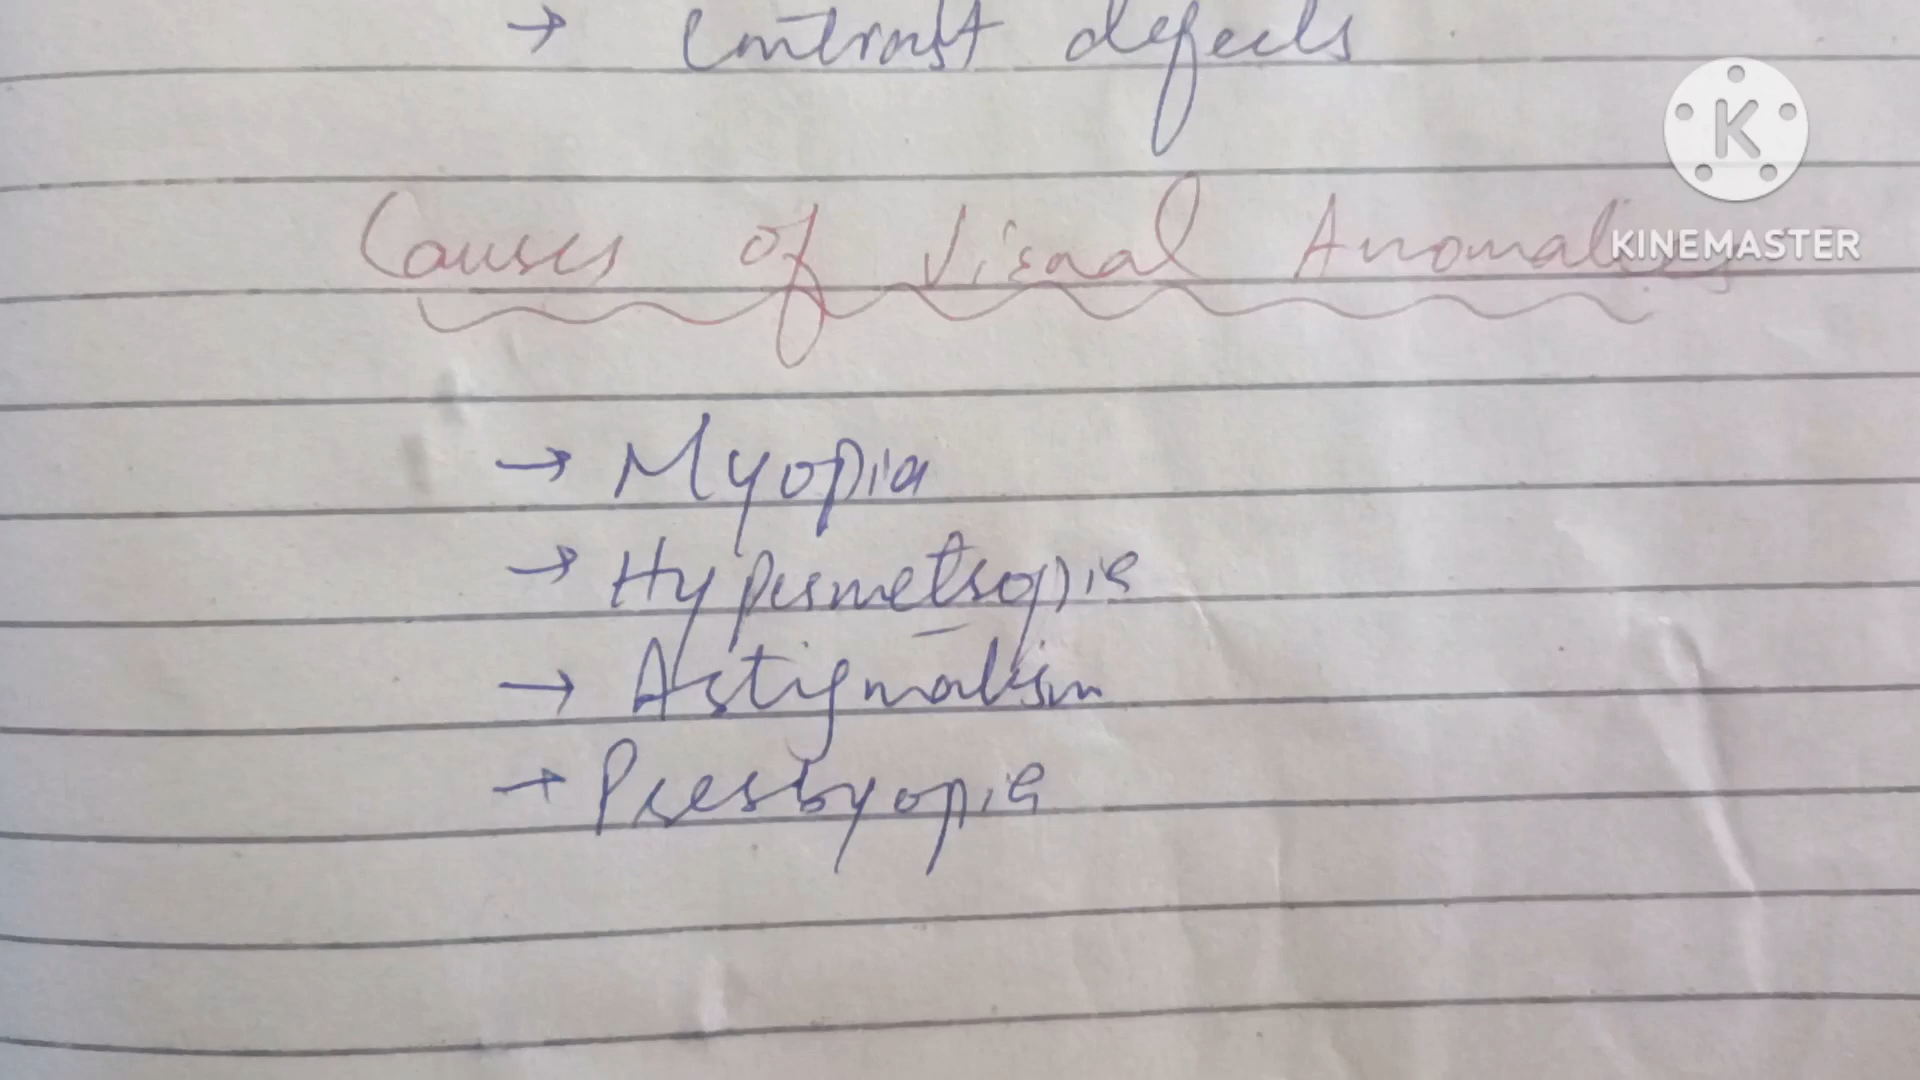 → Contrast defects
Causes of Visual Anomalies
→ Myopia
→ Hypermetropia
→ Astigmatism
→ Presbyopia
K
KINEMASTER